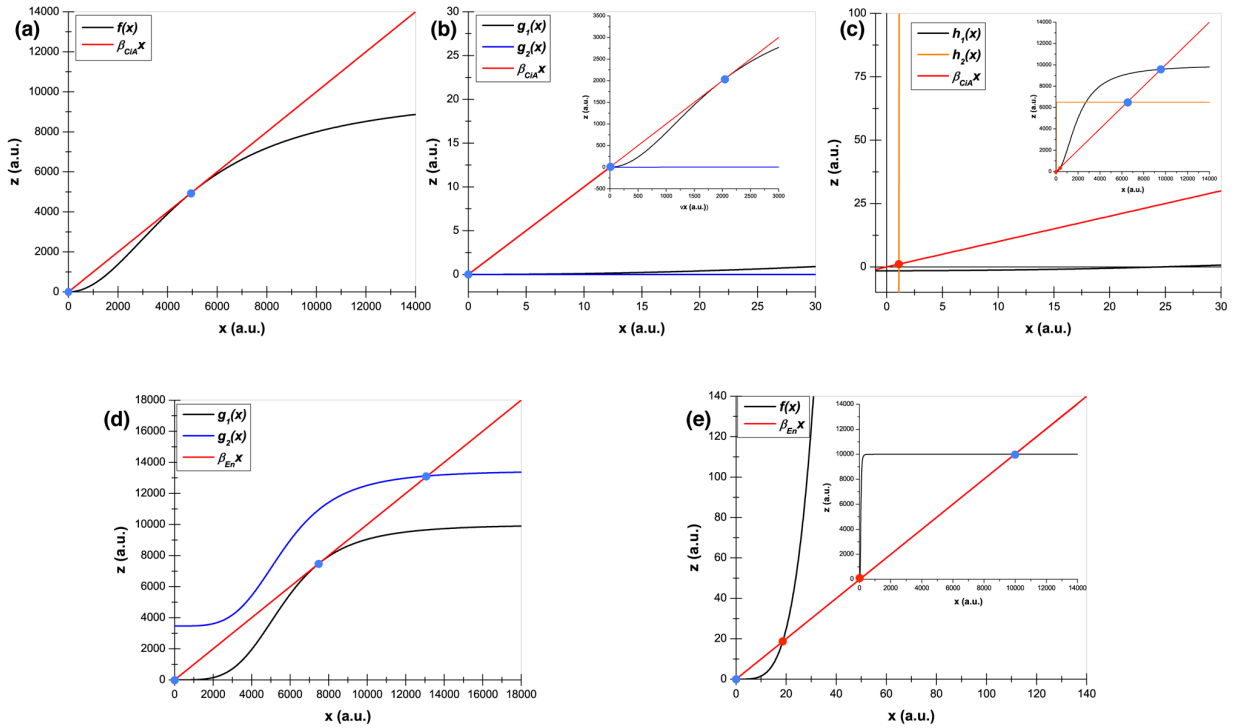 (a)
f(x)
β_CiA x
14000
12000
10000
8000
6000
4000
2000
0
z (a.u.)
0 2000 4000 6000 8000 10000 12000 14000
x (a.u.)
(b)
g₁(x)
g₂(x)
β_CiA x
30
25
20
15
10
5
0
z (a.u.)
0 5 10 15 20 25 30
x (a.u.)
3500
3000
2500
2000
1500
1000
500
0
-500
z (a.u.)
0 500 1000 1500 2000 2500 3000
\x (a.u.))
(c)
h₁(x)
h₂(x)
β_CiA x
100
75
50
25
0
z (a.u.)
0 5 10 15 20 25 30
x (a.u.)
14000
12000
10000
8000
6000
4000
2000
0
z (a.u.)
0 2000 4000 6000 8000 10000 12000 14000
x (a.u.)
(d)
g₁(x)
g₂(x)
β_En x
18000
16000
14000
12000
10000
8000
6000
4000
2000
0
z (a.u.)
0 2000 4000 6000 8000 10000 12000 14000 16000 18000
x (a.u.)
(e)
f(x)
β_En x
140
120
100
80
60
40
20
0
z (a.u.)
0 20 40 60 80 100 120 140
x (a.u.)
14000
12000
10000
8000
6000
4000
2000
0
z (a.u.)
0 2000 4000 6000 8000 10000 12000 14000
x (a.u.)